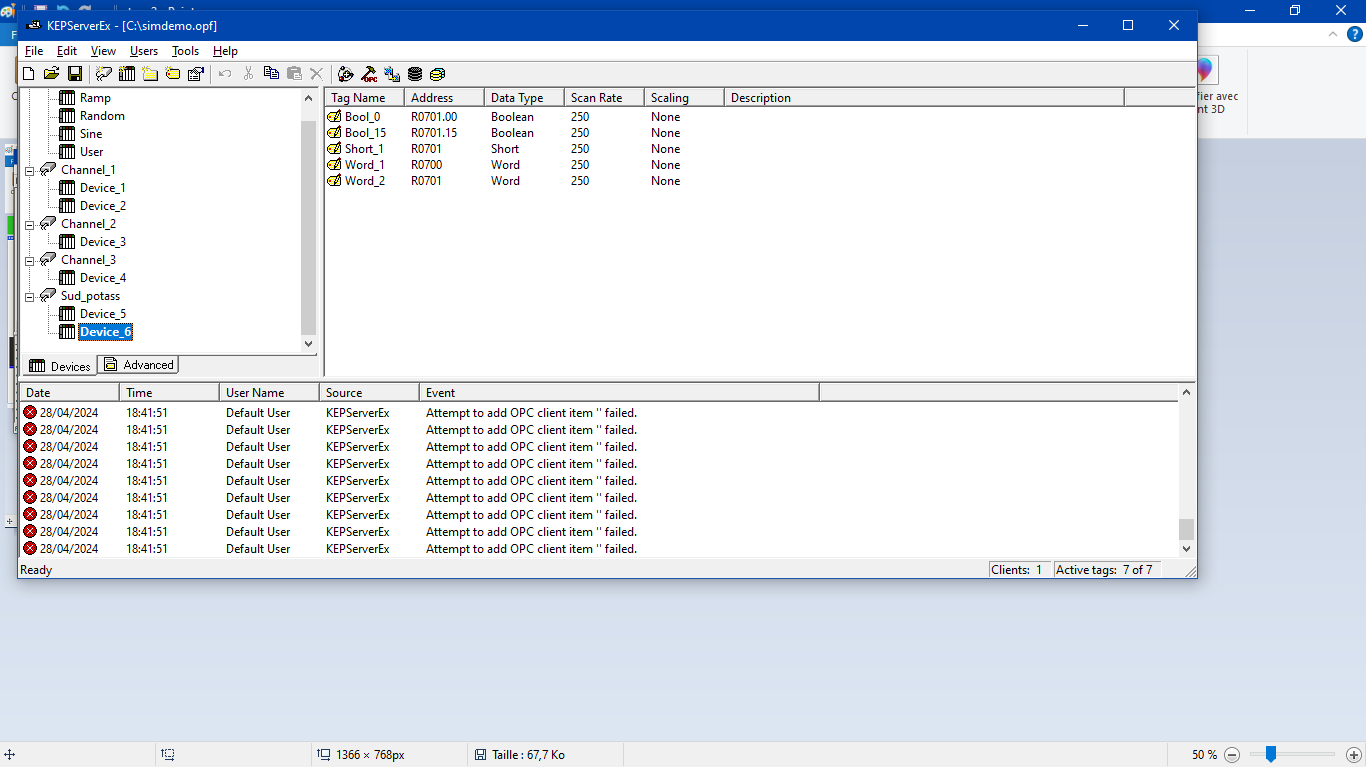 KEPServerEx - [C:\simdemo.opf]
File Edit View Users Tools Help
OPC
Ramp
Random
Sine
User
Channel_1
Device_1
Device_2
Channel_2
Device_3
Channel_3
Device_4
Sud_potass
Device_5
Device_6
Devices Advanced
Tag Name Address Data Type Scan Rate Scaling Description
Bool_0 R0701.00 Boolean 250 None
Bool_15 R0701.15 Boolean 250 None
Short_1 R0701 Short 250 None
Word_1 R0700 Word 250 None
Word_2 R0701 Word 250 None
Date Time User Name Source Event
28/04/2024 18:41:51 Default User KEPServerEx Attempt to add OPC client item '' failed.
28/04/2024 18:41:51 Default User KEPServerEx Attempt to add OPC client item '' failed.
28/04/2024 18:41:51 Default User KEPServerEx Attempt to add OPC client item '' failed.
28/04/2024 18:41:51 Default User KEPServerEx Attempt to add OPC client item '' failed.
28/04/2024 18:41:51 Default User KEPServerEx Attempt to add OPC client item '' failed.
28/04/2024 18:41:51 Default User KEPServerEx Attempt to add OPC client item '' failed.
28/04/2024 18:41:51 Default User KEPServerEx Attempt to add OPC client item '' failed.
28/04/2024 18:41:51 Default User KEPServerEx Attempt to add OPC client item '' failed.
28/04/2024 18:41:51 Default User KEPServerEx Attempt to add OPC client item '' failed.
Ready Clients: 1 Active tags: 7 of 7
fier avec
nt 3D
1366 × 768px Taille : 67,7 Ko 50 %